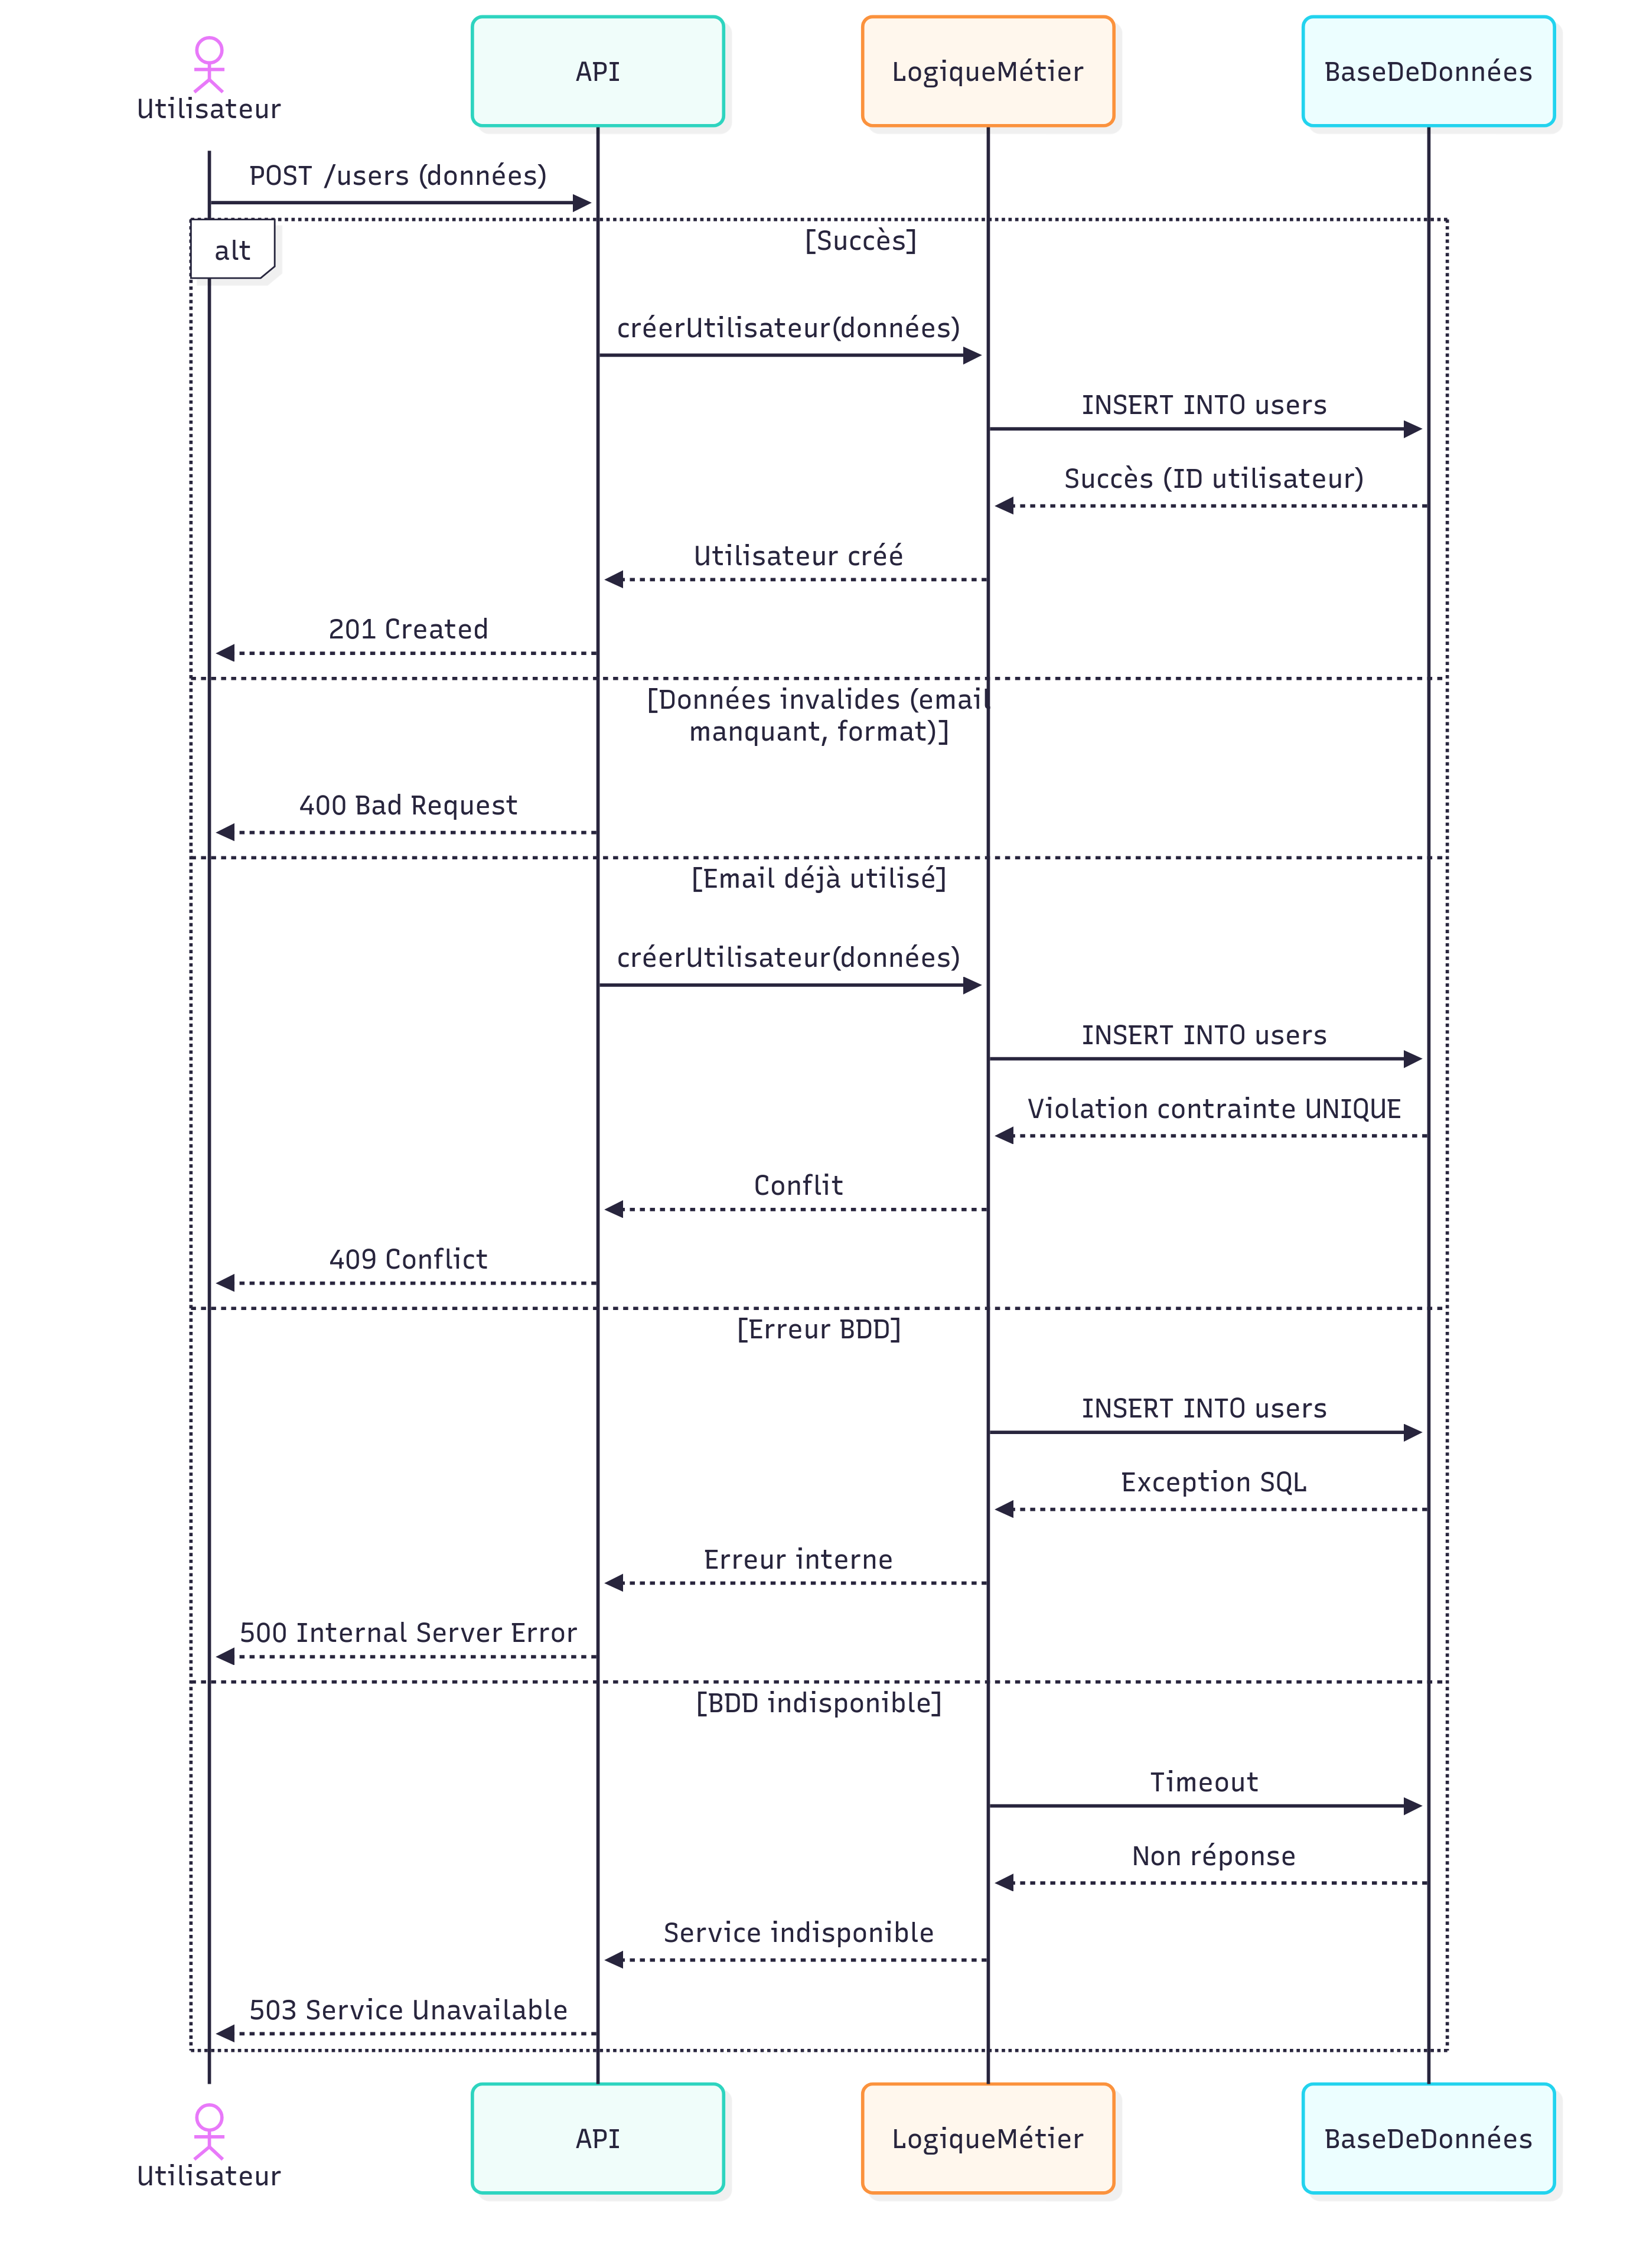 Utilisateur
API
LogiqueMétier
BaseDeDonnées
POST /users (données)
alt
[Succès]
créerUtilisateur(données)
INSERT INTO users
Succès (ID utilisateur)
Utilisateur créé
201 Created
[Données invalides (email
manquant, format)]
400 Bad Request
[Email déjà utilisé]
créerUtilisateur(données)
INSERT INTO users
Violation contrainte UNIQUE
Conflit
409 Conflict
[Erreur BDD]
INSERT INTO users
Exception SQL
Erreur interne
500 Internal Server Error
[BDD indisponible]
Timeout
Non réponse
Service indisponible
503 Service Unavailable
Utilisateur
API
LogiqueMétier
BaseDeDonnées